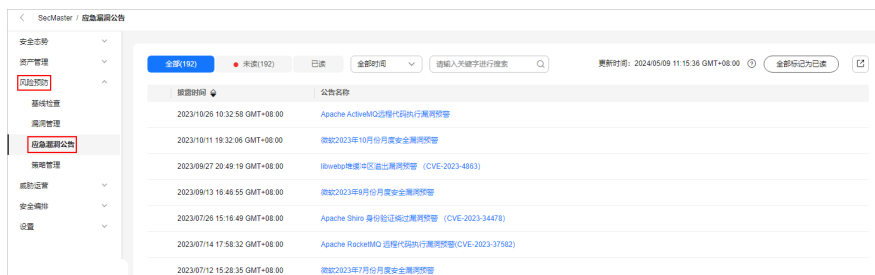 SecMaster / 应急漏洞公告
安全态势
资产管理
风险预防
基线检查
漏洞管理
应急漏洞公告
策略管理
威胁运营
安全编排
设置
全部(192) 未读(192) 已读 全部时间 请输入关键字进行搜索 更新时间：2024/05/09 11:15:36 GMT+08:00 全部标记为已读
披露时间 公告名称
2023/10/26 10:32:58 GMT+08:00 Apache ActiveMQ远程代码执行漏洞预警
2023/10/11 19:32:06 GMT+08:00 微软2023年10月份月度安全漏洞预警
2023/09/27 20:49:19 GMT+08:00 libwebp堆缓冲区溢出漏洞预警 （CVE-2023-4863）
2023/09/13 16:46:55 GMT+08:00 微软2023年9月份月度安全漏洞预警
2023/07/26 15:16:49 GMT+08:00 Apache Shiro 身份验证绕过漏洞预警 （CVE-2023-34478）
2023/07/14 17:58:32 GMT+08:00 Apache RocketMQ 远程代码执行漏洞预警(CVE-2023-37582)
2023/07/12 15:28:35 GMT+08:00 微软2023年7月份月度安全漏洞预警